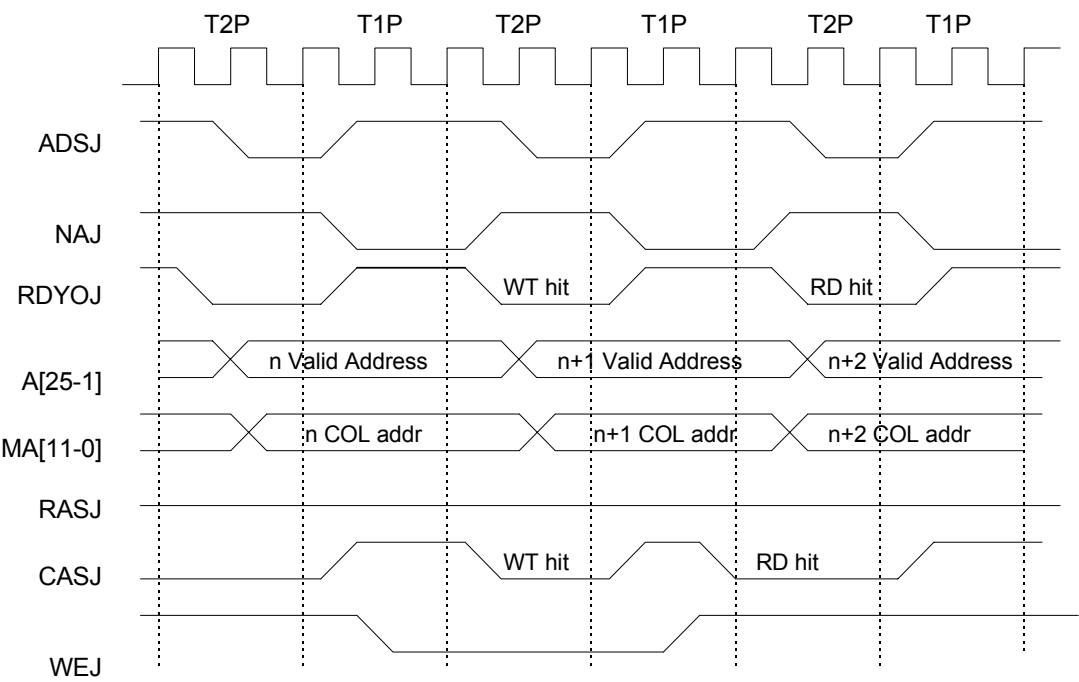 T2P T1P T2P T1P T2P T1P
ADSJ
NAJ
RDYOJ WT hit RD hit
A[25-1] n Valid Address n+1 Valid Address n+2 Valid Address
MA[11-0] n COL addr n+1 COL addr n+2 COL addr
RASJ
CASJ WT hit RD hit
WEJ